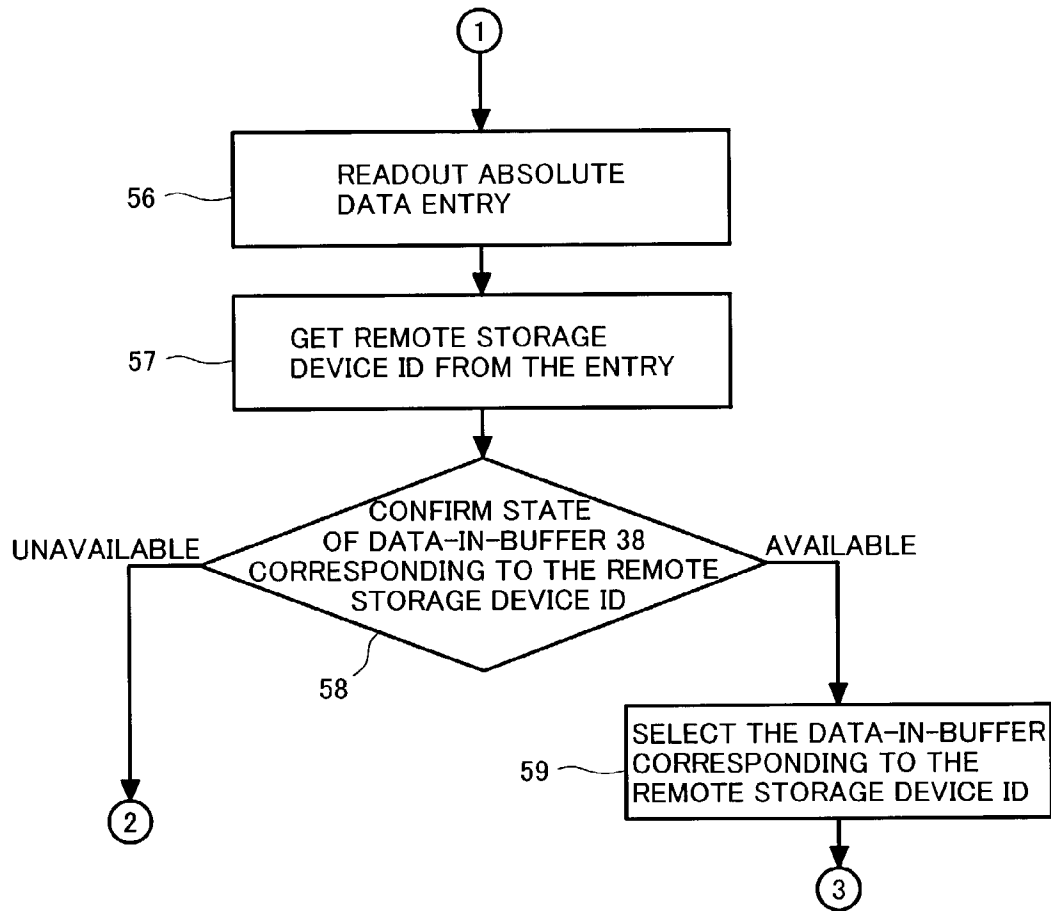 1
READOUT ABSOLUTE
DATA ENTRY
56
GET REMOTE STORAGE
DEVICE ID FROM THE ENTRY
57
CONFIRM STATE
OF DATA-IN-BUFFER 38
CORRESPONDING TO THE REMOTE
STORAGE DEVICE ID
UNAVAILABLE
AVAILABLE
58
SELECT THE DATA-IN-BUFFER
CORRESPONDING TO THE
REMOTE STORAGE DEVICE ID
59
2
3